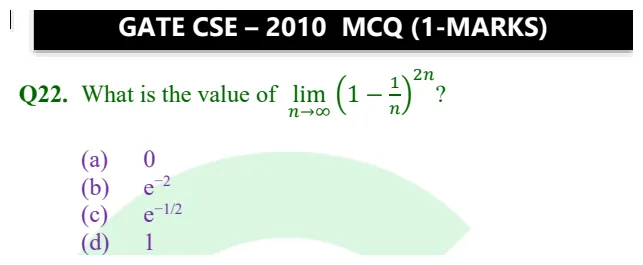 GATE CSE – 2010 MCQ (1-MARKS)
Q22. What is the value of lim n→∞ (1 − 1/n)^2n?
(a) 0
(b) e⁻²
(c) e⁻¹/²
(d) 1